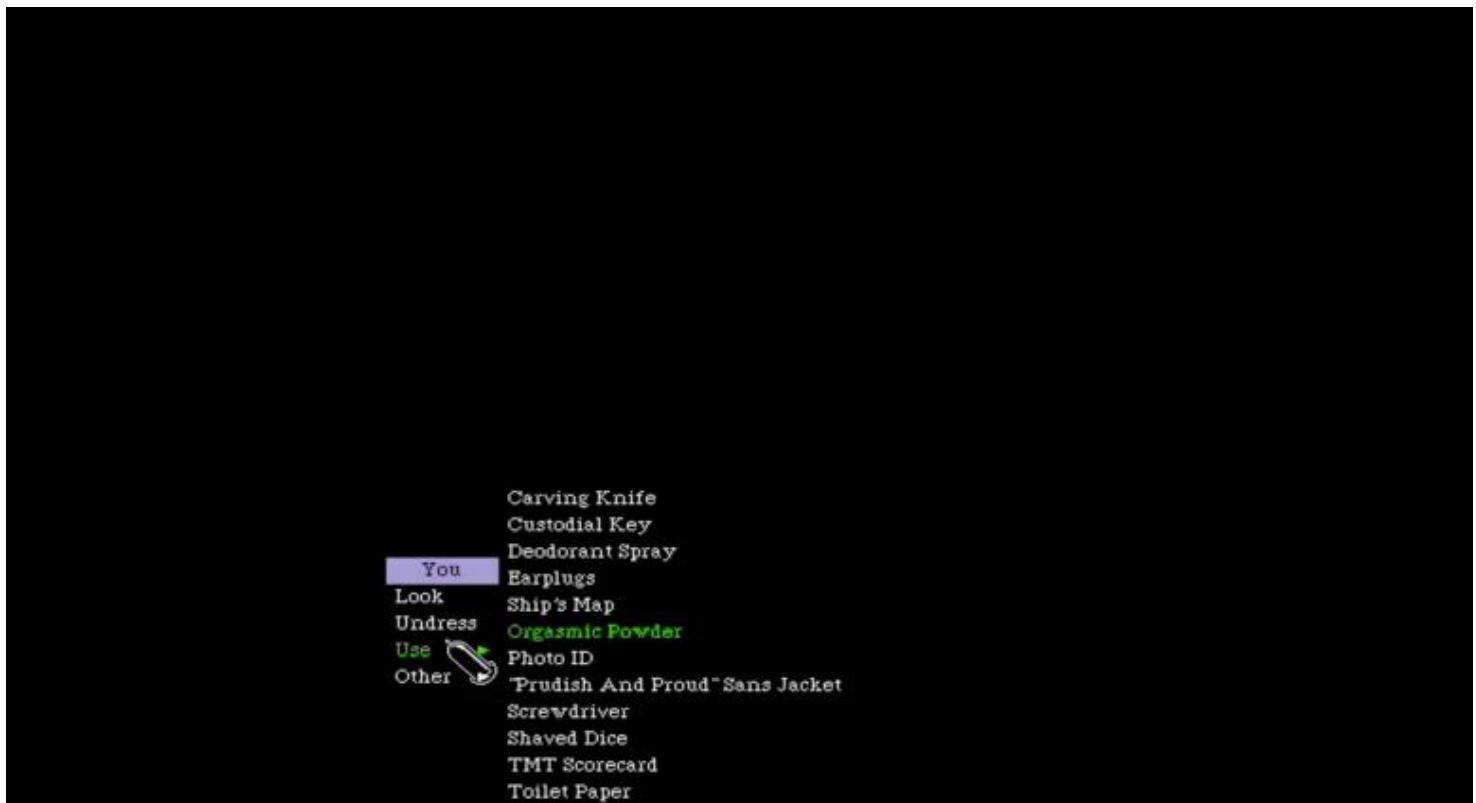 You
Look
Undress
Use
Other
Carving Knife
Custodial Key
Deodorant Spray
Earplugs
Ship's Map
Orgasmic Powder
Photo ID
"Prudish And Proud" Sans Jacket
Screwdriver
Shaved Dice
TMT Scorecard
Toilet Paper